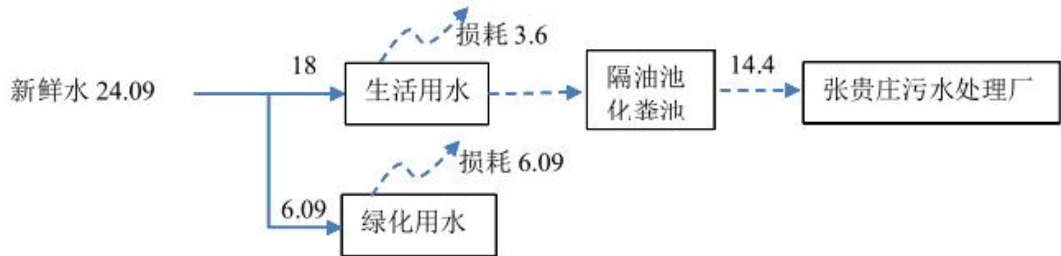 损耗 3.6
新鲜水 24.09
18
生活用水
隔油池
化粪池
14.4
张贵庄污水处理厂
损耗 6.09
6.09
绿化用水